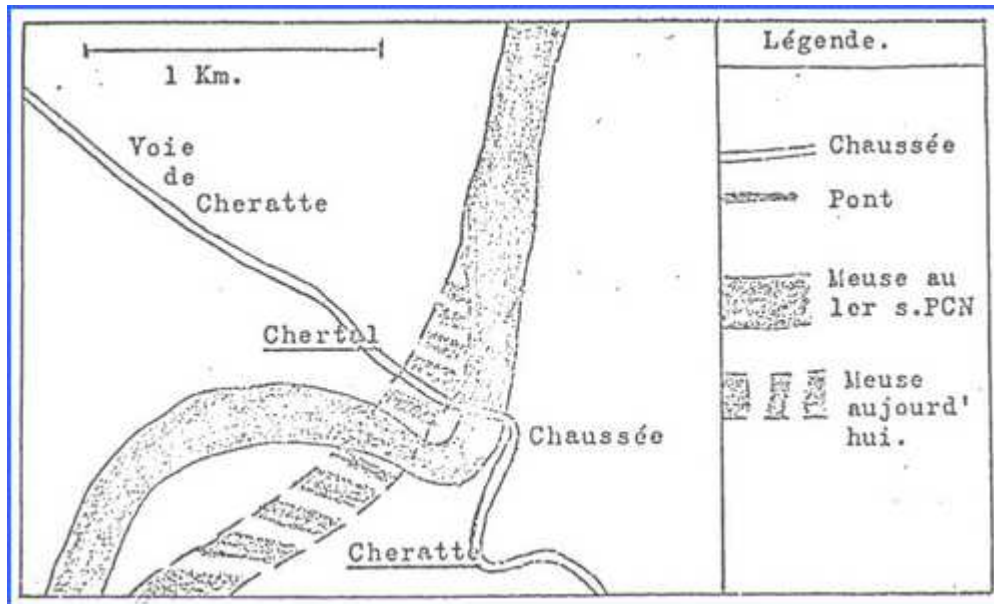 1 Km.
Voie
de
Cheratte
Chertal
Chaussée
Cheratte
Légende.
Chaussée
Pont
Meuse au
1er s.PCN
Meuse
aujourd'
hui.